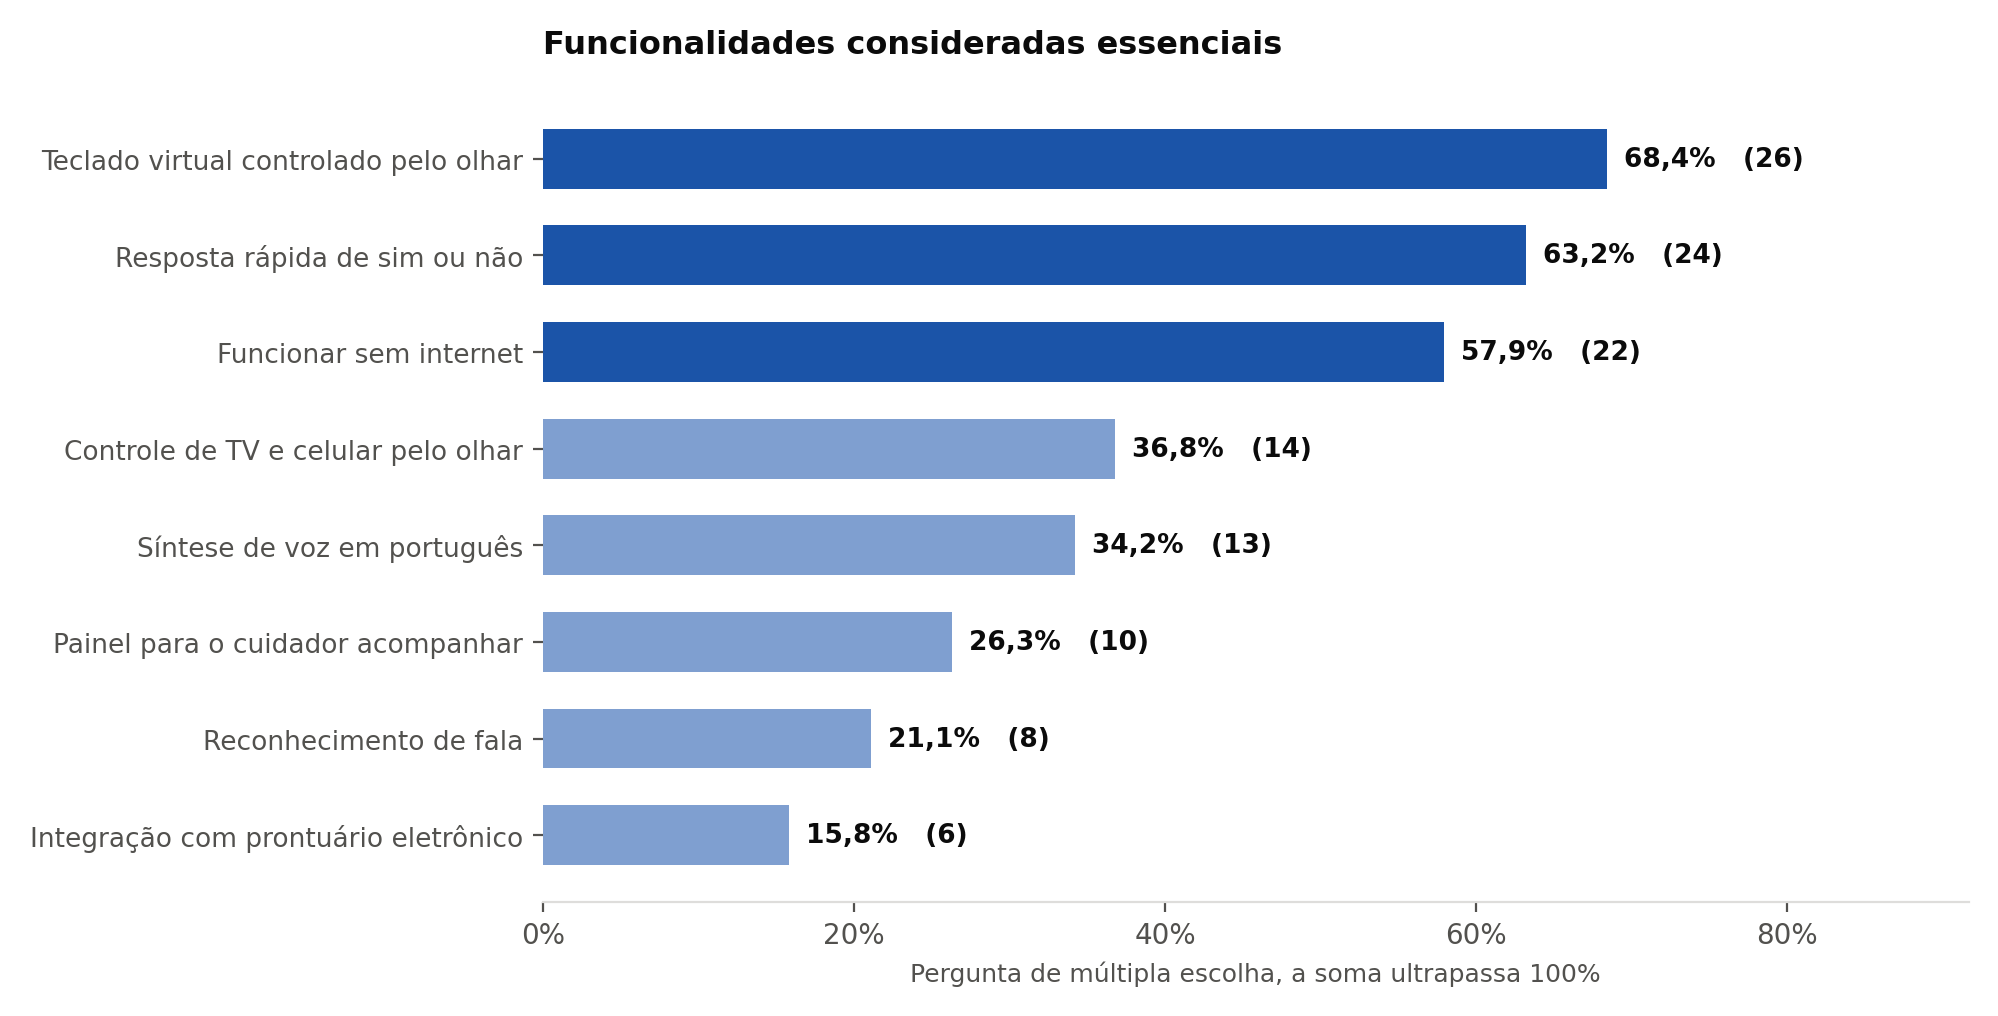 Funcionalidades consideradas essenciais
Teclado virtual controlado pelo olhar 68,4% (26)
Resposta rápida de sim ou não 63,2% (24)
Funcionar sem internet 57,9% (22)
Controle de TV e celular pelo olhar 36,8% (14)
Síntese de voz em português 34,2% (13)
Painel para o cuidador acompanhar 26,3% (10)
Reconhecimento de fala 21,1% (8)
Integração com prontuário eletrônico 15,8% (6)
0% 20% 40% 60% 80%
Pergunta de múltipla escolha, a soma ultrapassa 100%